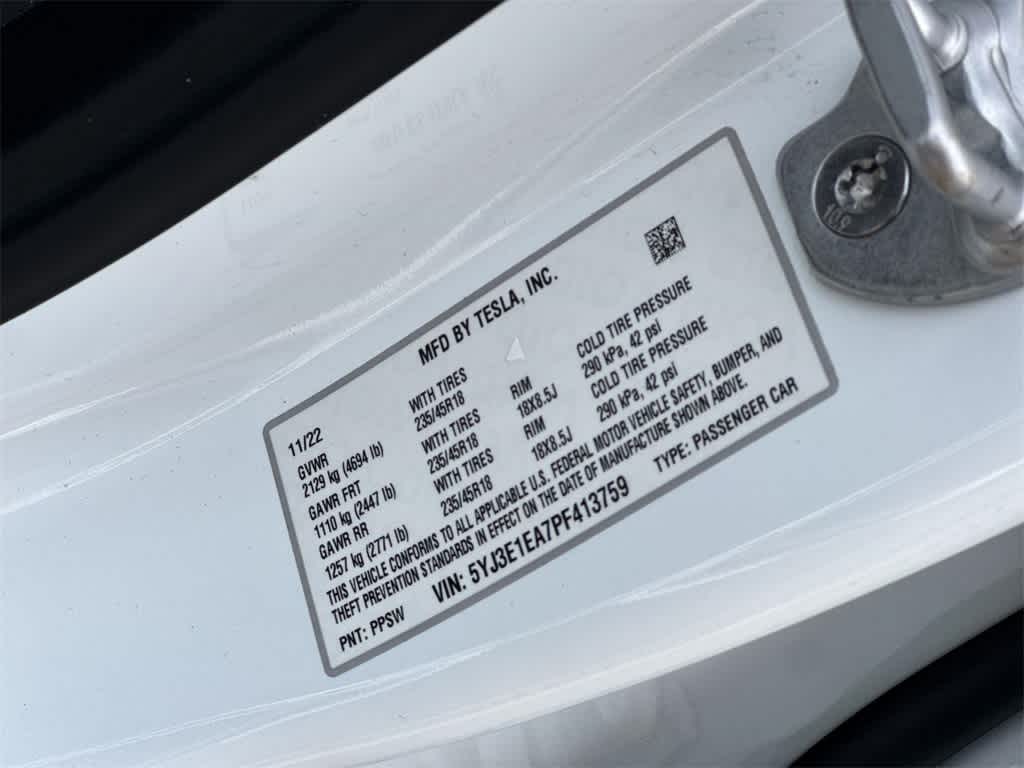 MFD BY TESLA, INC.
11/22
GVWR WITH TIRES RIM COLD TIRE PRESSURE
2129 kg (4694 lb) 235/45R18 18X8.5J 290 kPa, 42 psi
GAWR FRT WITH TIRES RIM COLD TIRE PRESSURE
1110 kg (2447 lb) 235/45R18 18X8.5J 290 kPa, 42 psi
GAWR RR WITH TIRES
1257 kg (2771 lb) 235/45R18
THIS VEHICLE CONFORMS TO ALL APPLICABLE U.S. FEDERAL MOTOR VEHICLE SAFETY, BUMPER, AND
THEFT PREVENTION STANDARDS IN EFFECT ON THE DATE OF MANUFACTURE SHOWN ABOVE.
PNT: PPSW VIN: 5YJ3E1EA7PF413759 TYPE: PASSENGER CAR